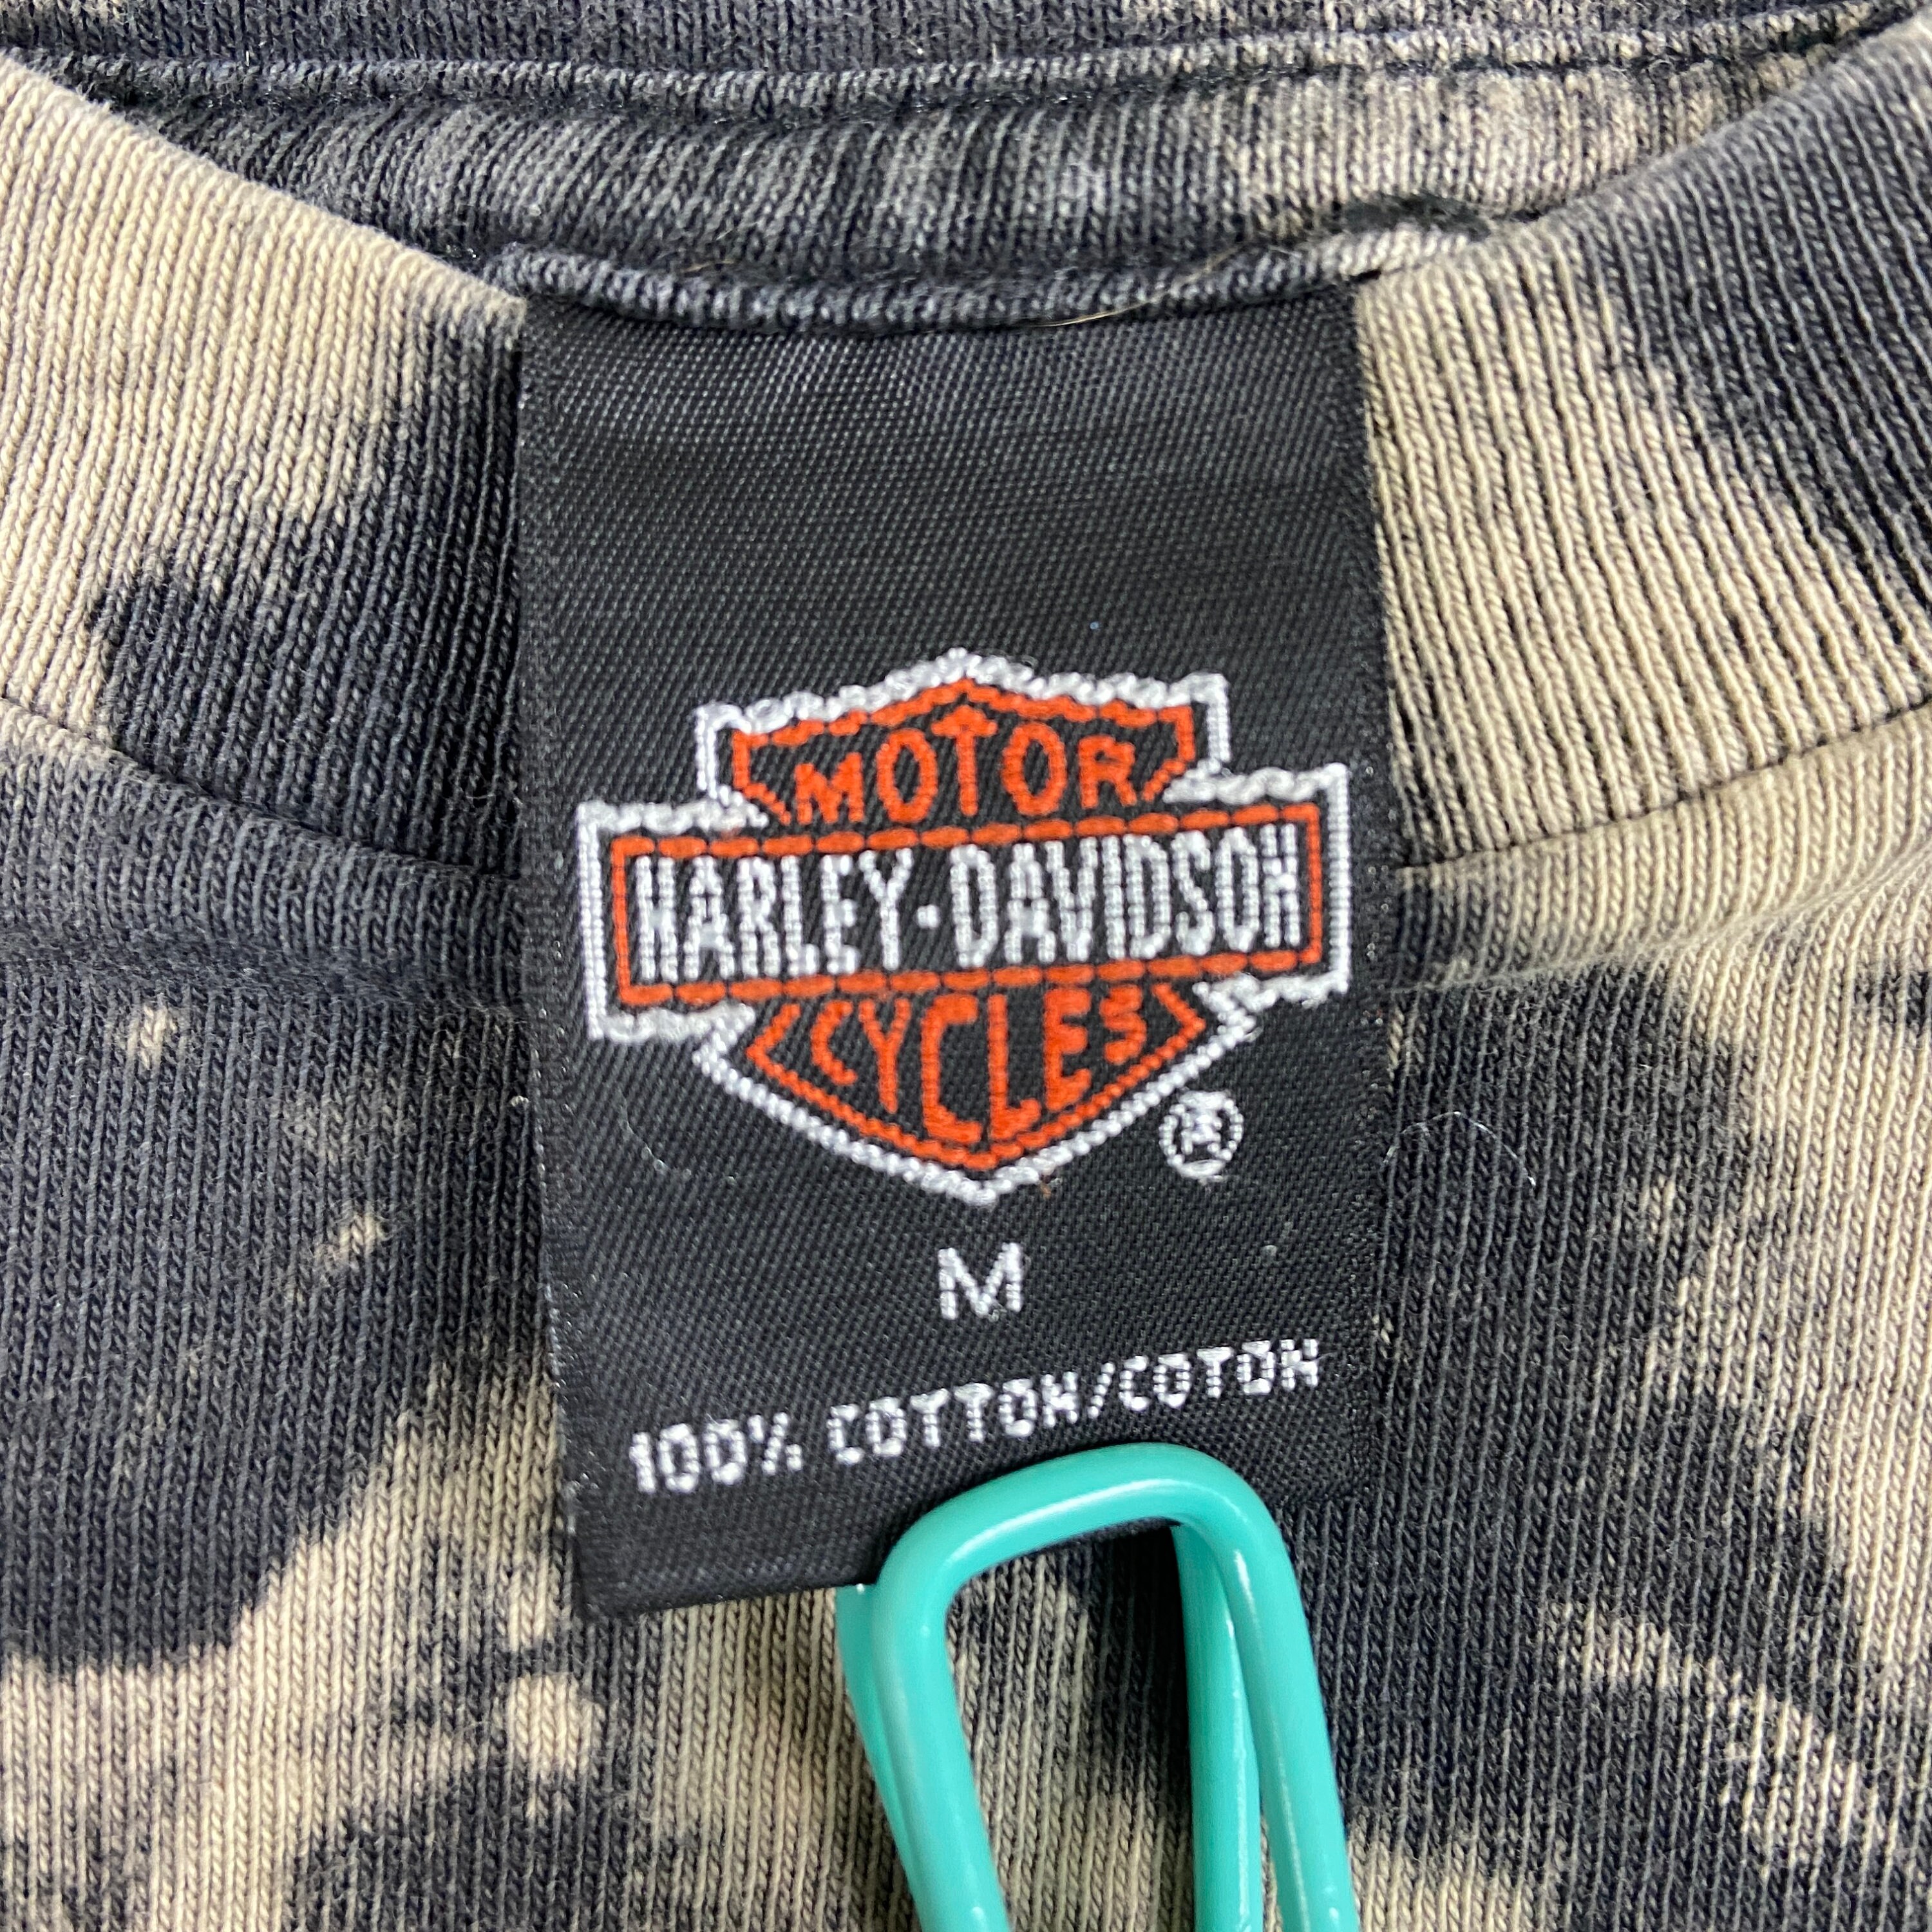 MOTOR
HARLEY-DAVIDSON
CYCLES
®
M
100% COTTON/COTON